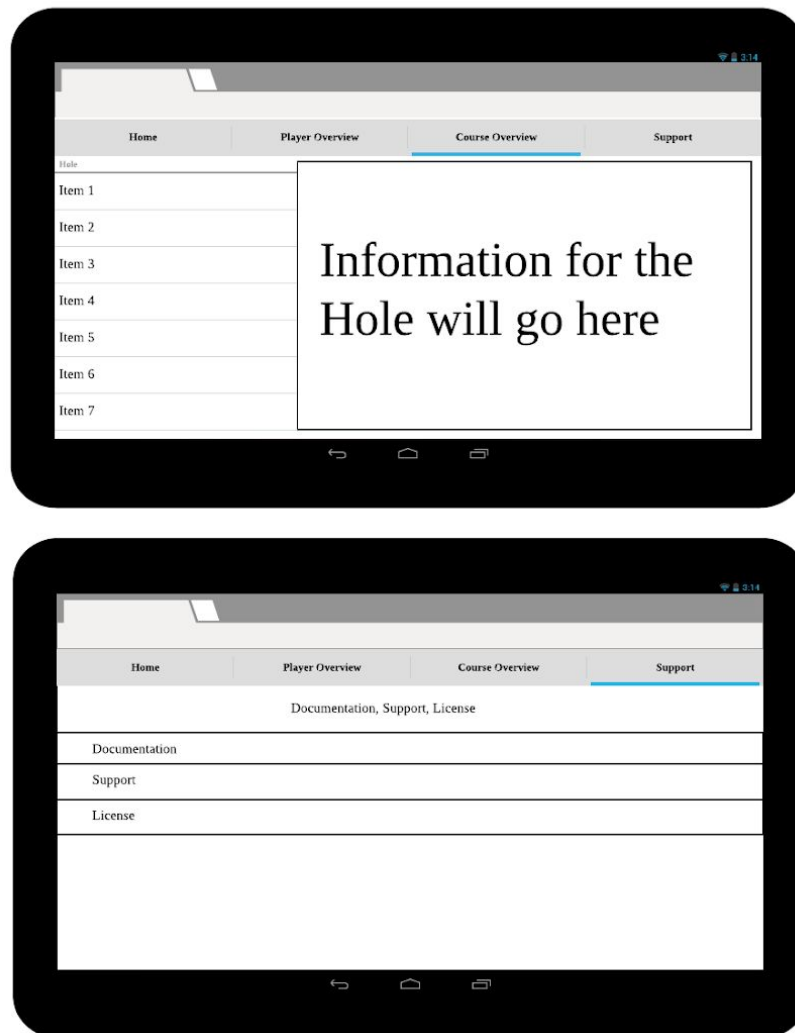 3:14
Home Player Overview Course Overview Support
Hole
Item 1
Item 2
Item 3
Item 4
Item 5
Item 6
Item 7
Information for the
Hole will go here
3:14
Home Player Overview Course Overview Support
Documentation, Support, License
Documentation
Support
License